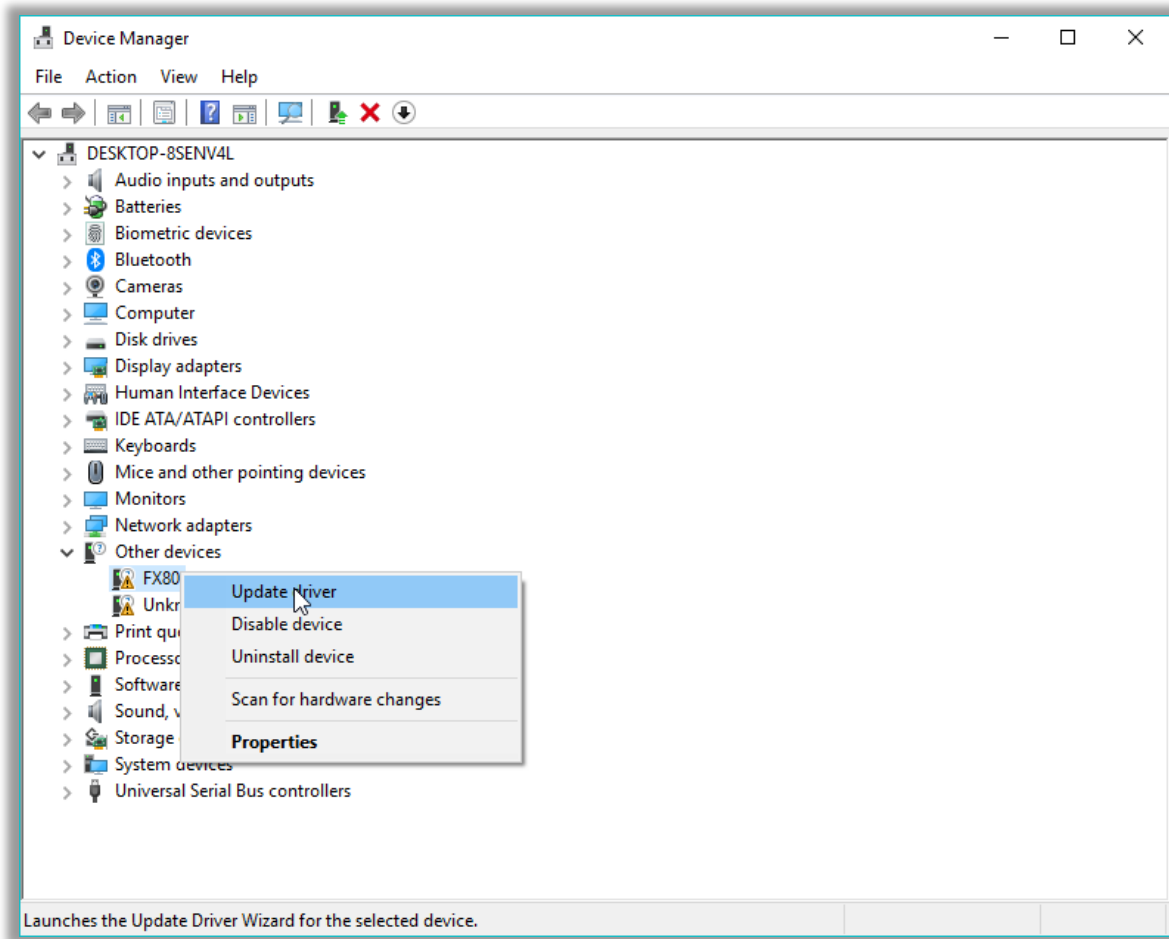 Device Manager
File Action View Help
DESKTOP-8SENV4L
Audio inputs and outputs
Batteries
Biometric devices
Bluetooth
Cameras
Computer
Disk drives
Display adapters
Human Interface Devices
IDE ATA/ATAPI controllers
Keyboards
Mice and other pointing devices
Monitors
Network adapters
Other devices
FX80
Update driver
Unkr
Disable device
Print qu
Processo
Uninstall device
Software
Scan for hardware changes
Sound, v
Storage
Properties
System devices
Universal Serial Bus controllers
Launches the Update Driver Wizard for the selected device.